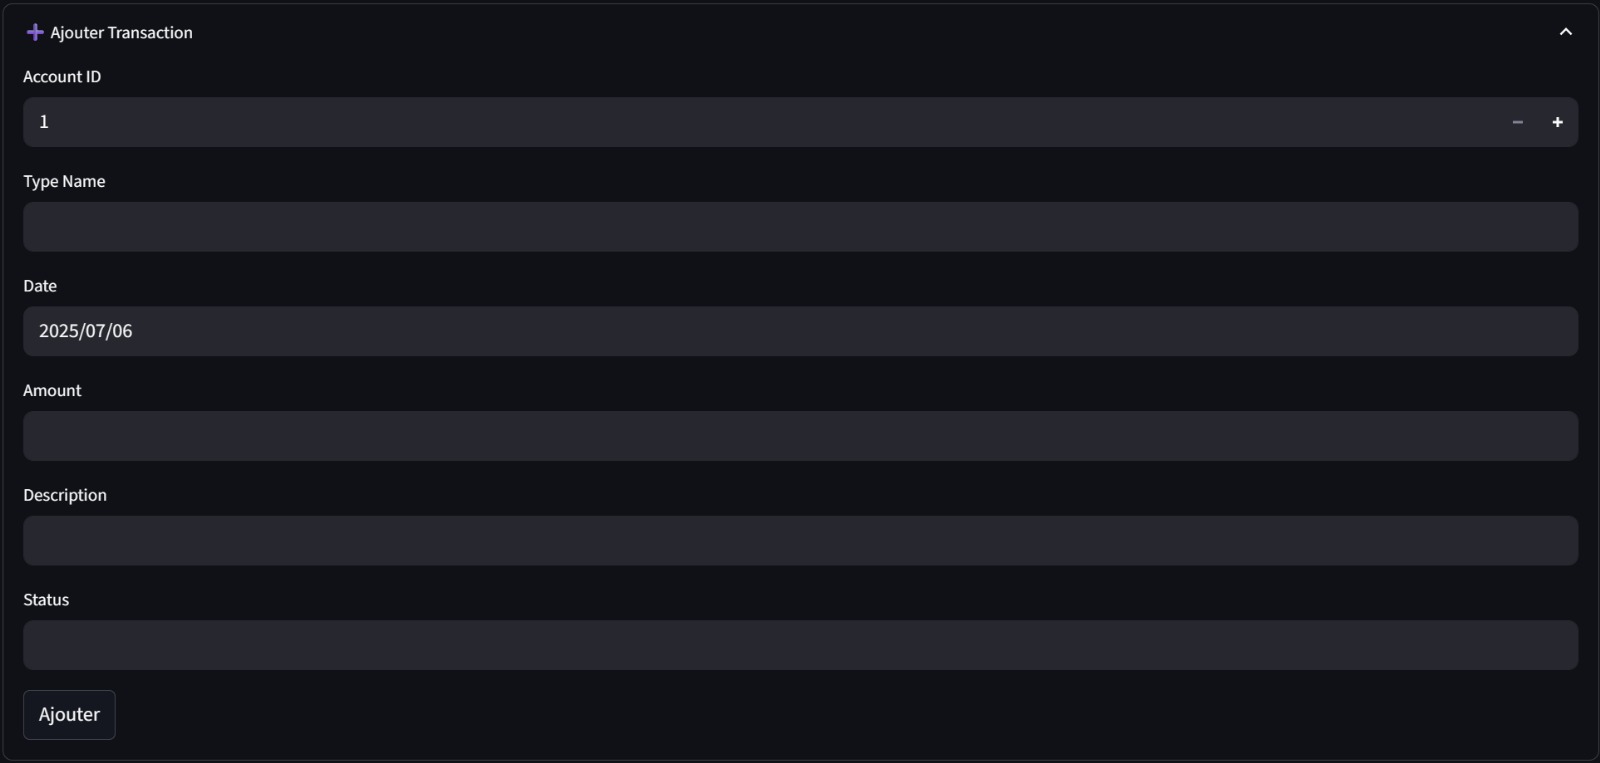 Ajouter Transaction
Account ID
1
Type Name
Date
2025/07/06
Amount
Description
Status
Ajouter